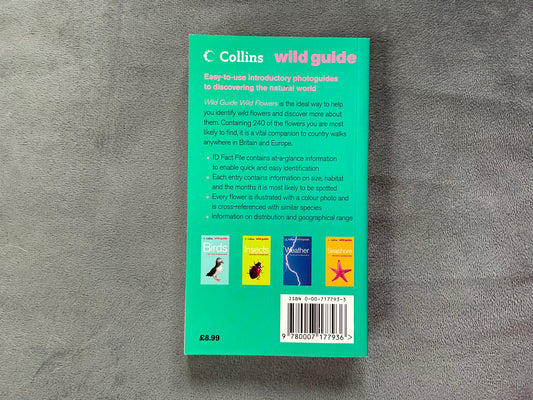 Collins wild guide
Easy-to-use introductory photoguides
to discovering the natural world
Wild Guide Wild Flowers is the ideal way to help
you identify wild flowers and discover more about
them. Containing 240 of the flowers you are most
likely to find, it is a vital companion to country walks
anywhere in Britain and Europe.
• ID Fact File contains at-a-glance information
to enable quick and easy identification
• Each entry contains information on size, habitat
and the months it is most likely to be spotted
• Every flower is illustrated with a colour photo and
is cross-referenced with similar species
• Information on distribution and geographical range
Birds
Insects
Weather
Seashore
ISBN 0-00-717793-3
9 780007 177936 >
£8.99